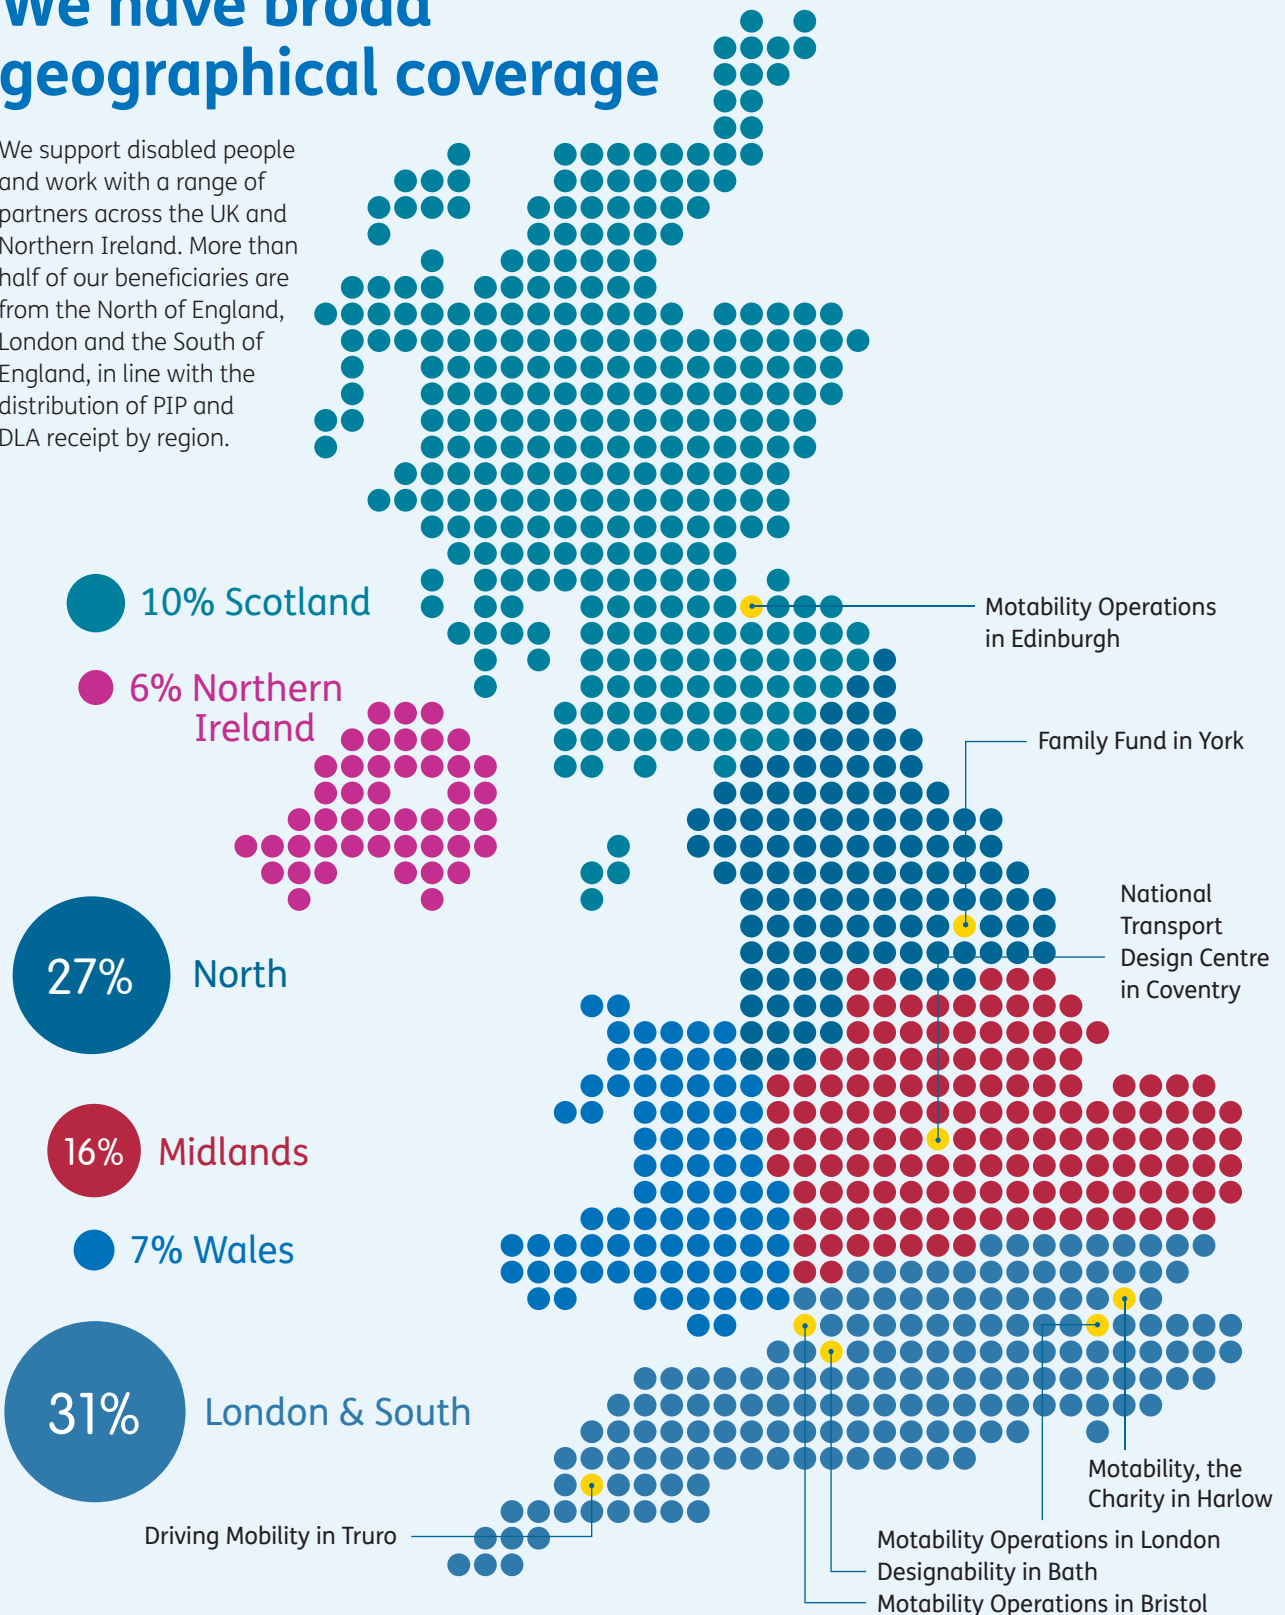 We have broad
geographical coverage
We support disabled people
and work with a range of
partners across the UK and
Northern Ireland. More than
half of our beneficiaries are
from the North of England,
London and the South of
England, in line with the
distribution of PIP and
DLA receipt by region.
10% Scotland
6% Northern
Ireland
27% North
16% Midlands
7% Wales
31% London & South
Motability Operations
in Edinburgh
Family Fund in York
National
Transport
Design Centre
in Coventry
Motability, the
Charity in Harlow
Driving Mobility in Truro
Motability Operations in London
Designability in Bath
Motability Operations in Bristol